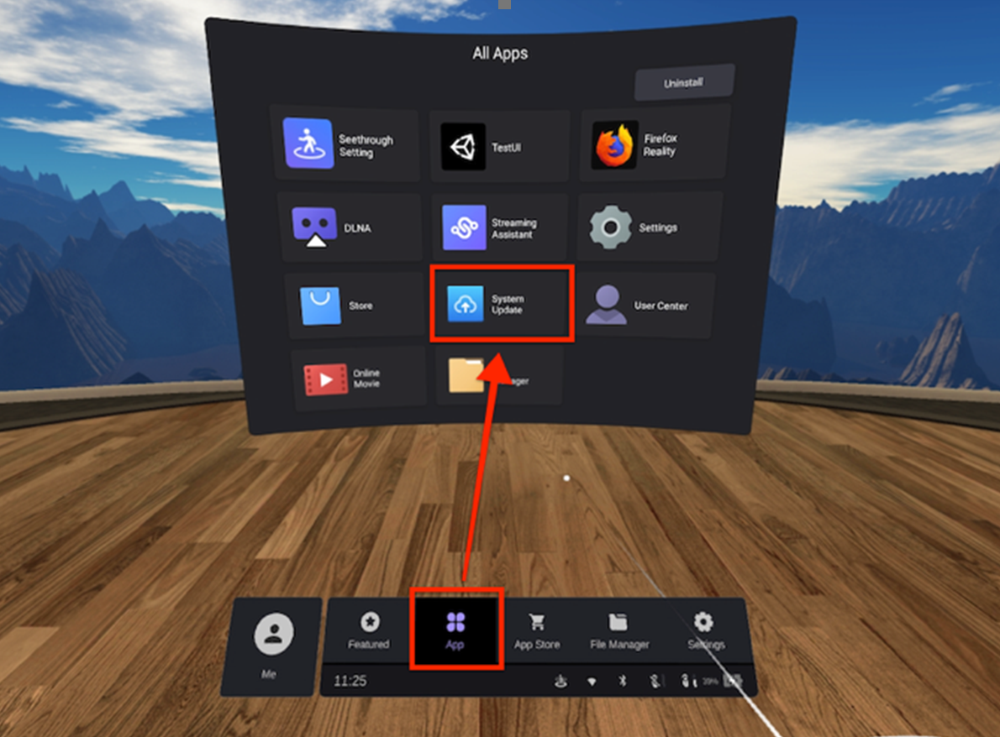 All Apps
Uninstall
Seethrough
Setting
TestUI
Firefox
Reality
DLNA
Streaming
Assistant
Settings
Store
System
Update
User Center
Online
Movie
ager
Me
Featured
App
App Store
File Manager
Settings
11:25
39%